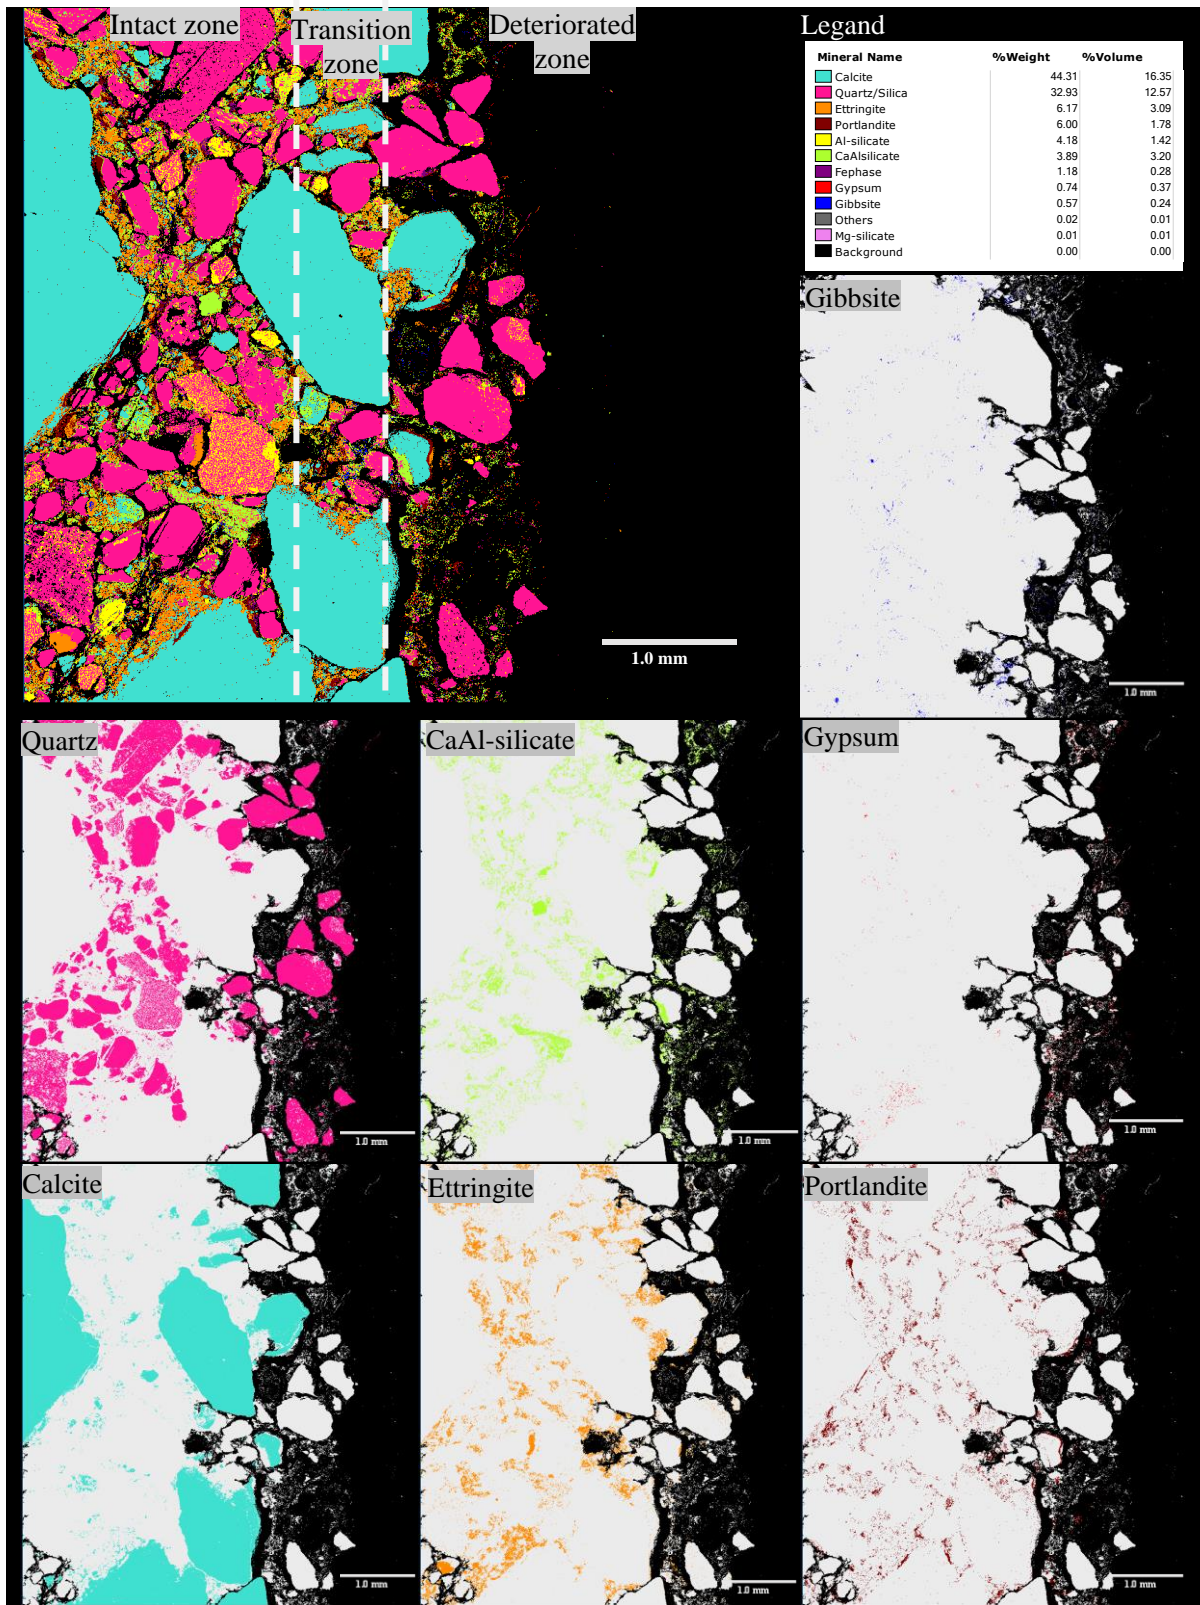 Intact zone
Transition
zone
Deteriorated
zone
Legand
Mineral Name %Weight %Volume
Calcite 44.31 16.35
Quartz/Silica 32.93 12.57
Ettringite 6.17 3.09
Portlandite 6.00 1.78
Al-silicate 4.18 1.42
CaAlsilicate 3.89 3.20
Fephase 1.18 0.28
Gypsum 0.74 0.37
Gibbsite 0.57 0.24
Others 0.02 0.01
Mg-silicate 0.01 0.01
Background 0.00 0.00
1.0 mm
Gibbsite
1.0 mm
Quartz
1.0 mm
CaAl-silicate
1.0 mm
Gypsum
1.0 mm
Calcite
1.0 mm
Ettringite
1.0 mm
Portlandite
1.0 mm